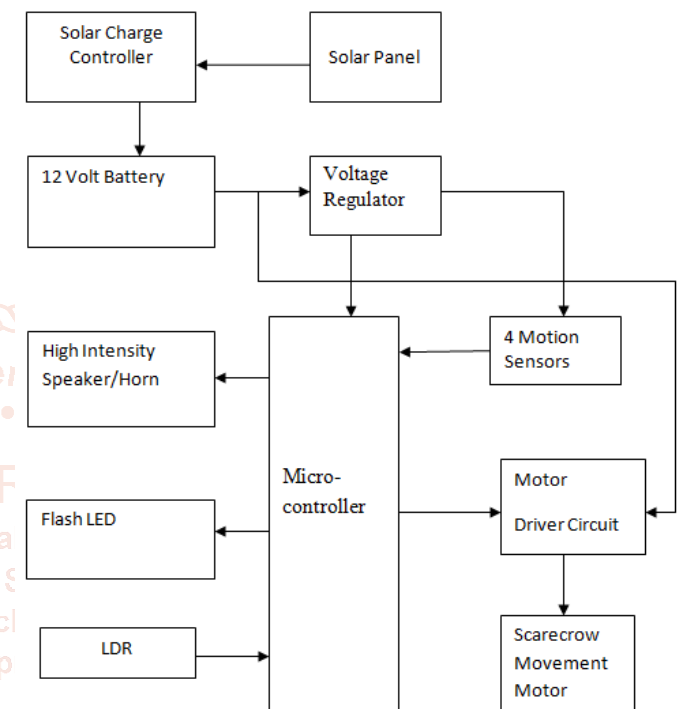 Solar Charge
Controller
Solar Panel
12 Volt Battery
Voltage
Regulator
High Intensity
Speaker/Horn
4 Motion
Sensors
Micro-
controller
Motor
Driver Circuit
Flash LED
LDR
Scarecrow
Movement
Motor